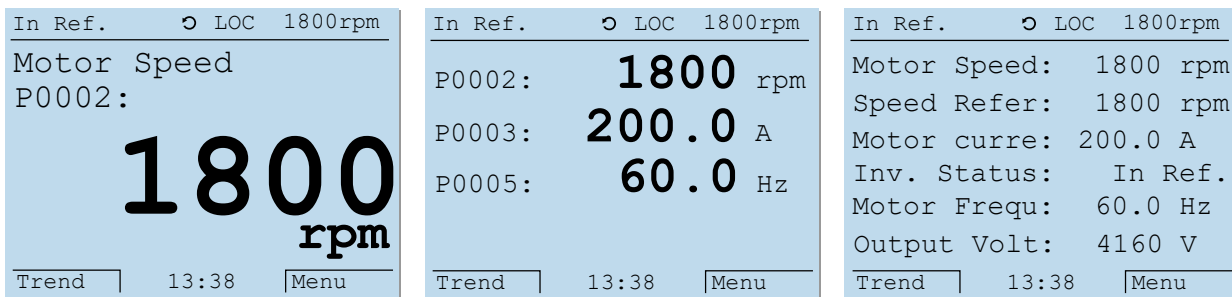 In Ref. LOC 1800rpm
Motor Speed
P0002:
1800
rpm
Trend 13:38 Menu
In Ref. LOC 1800rpm
P0002: 1800 rpm
P0003: 200.0 A
P0005: 60.0 Hz
Trend 13:38 Menu
In Ref. LOC 1800rpm
Motor Speed: 1800 rpm
Speed Refer: 1800 rpm
Motor curre: 200.0 A
Inv. Status: In Ref.
Motor Frequ: 60.0 Hz
Output Volt: 4160 V
Trend 13:38 Menu